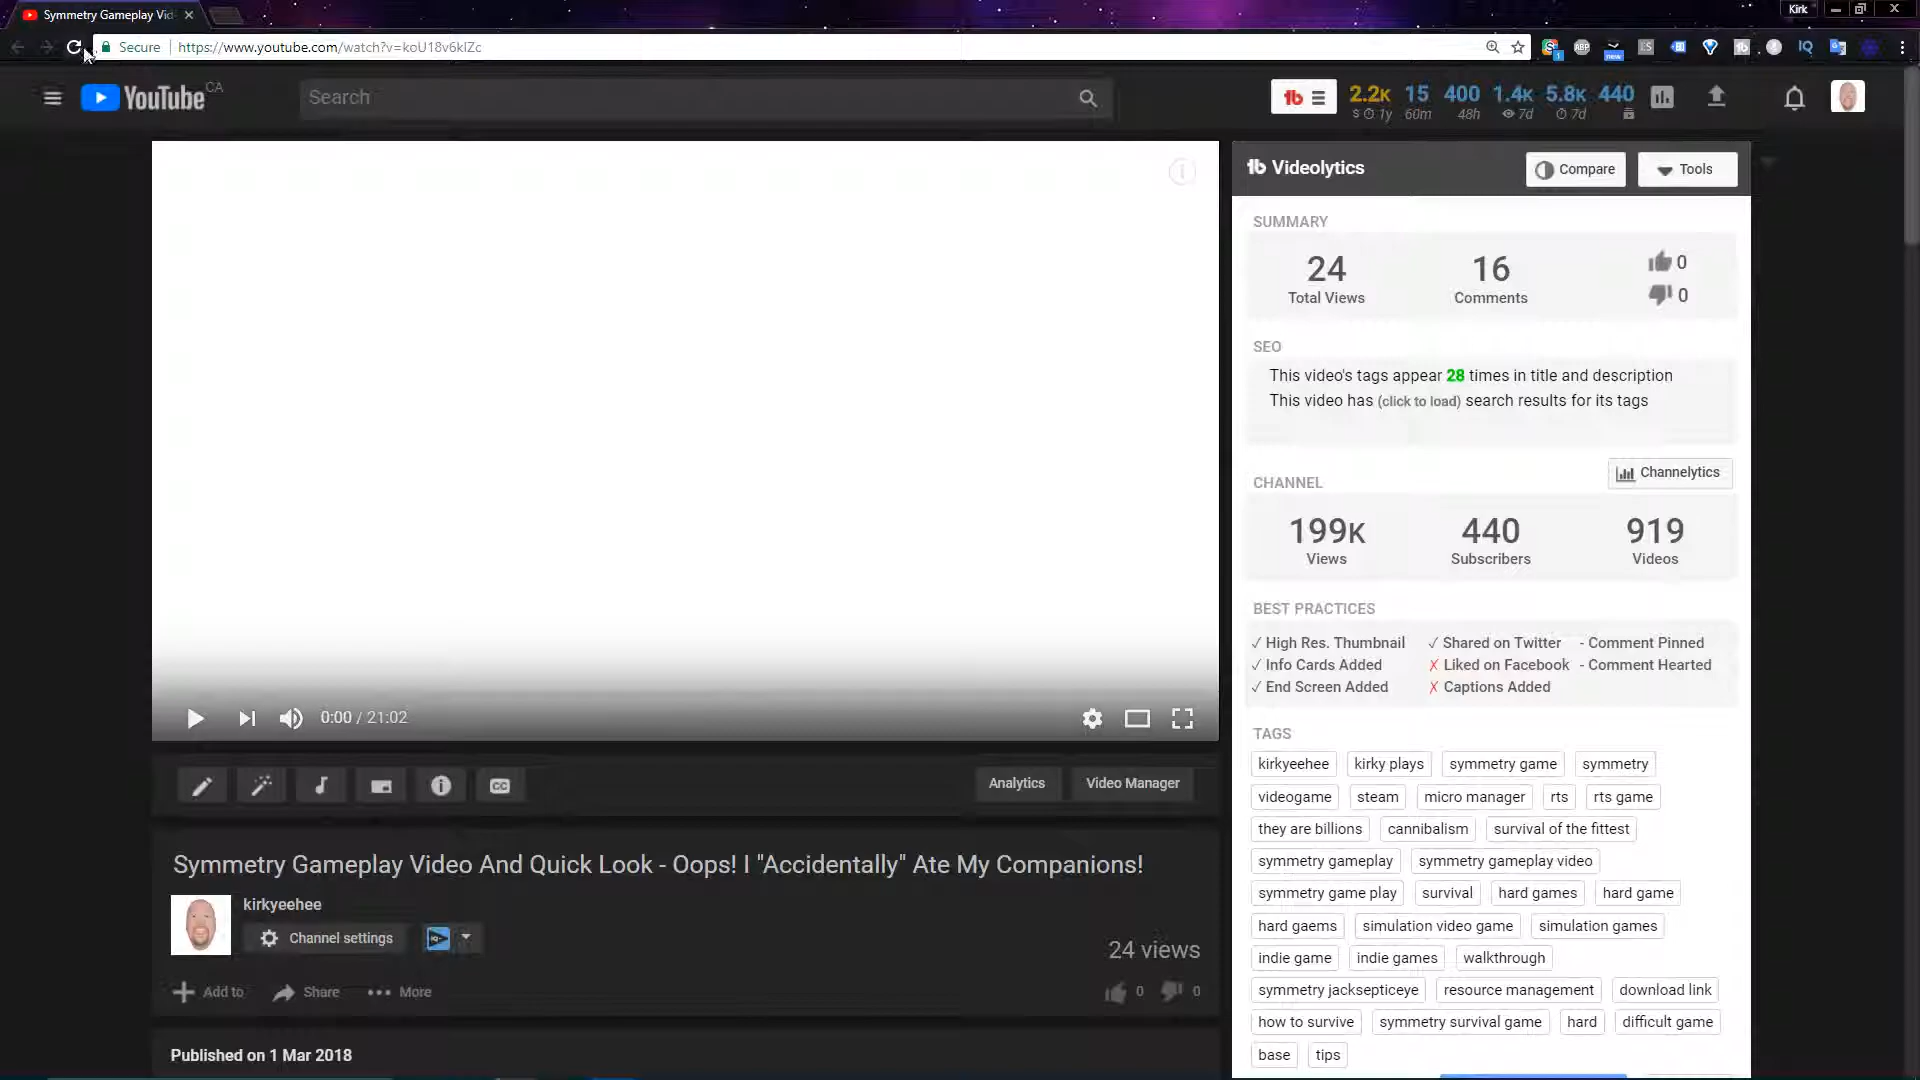 Symmetry Gameplay Vid
Kirk
Secure https://www.youtube.com/watch?v=koU18v6klZc
YouTube CA
Search
2.2K 15 400 1.4K 5.8K 440
1y 60m 48h 7d 7d
Videolytics
Compare
Tools
SUMMARY
24 16 0
Total Views Comments 0
SEO
This video's tags appear 28 times in title and description
This video has (click to load) search results for its tags
CHANNEL
Channelytics
199K 440 919
Views Subscribers Videos
BEST PRACTICES
✓ High Res. Thumbnail ✓ Shared on Twitter - Comment Pinned
✓ Info Cards Added ✗ Liked on Facebook - Comment Hearted
✓ End Screen Added ✗ Captions Added
TAGS
kirkyeehee kirky plays symmetry game symmetry
videogame steam micro manager rts rts game
they are billions cannibalism survival of the fittest
symmetry gameplay symmetry gameplay video
symmetry game play survival hard games hard game
hard gaems simulation video game simulation games
indie game indie games walkthrough
symmetry jacksepticeye resource management download link
how to survive symmetry survival game hard difficult game
base tips
0:00 / 21:02
CC
Analytics Video Manager
Symmetry Gameplay Video And Quick Look - Oops! I "Accidentally" Ate My Companions!
kirkyeehee
Channel settings
24 views
Add to Share More
0 0
Published on 1 Mar 2018